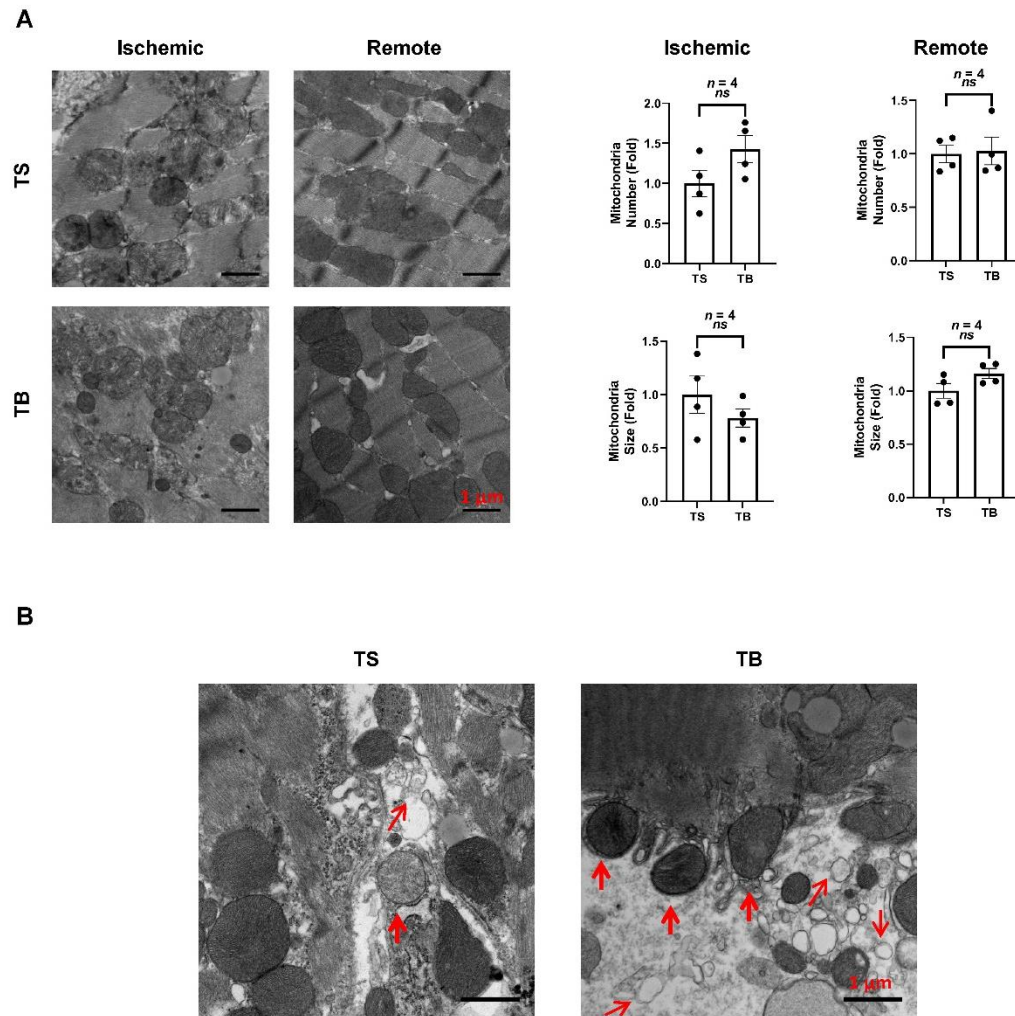 A
Ischemic
Remote
TS
TB
1 μm
Ischemic
n = 4
ns
Mitochondria
Number (Fold)
2.0
1.5
1.0
0.5
0.0
TS TB
Remote
n = 4
ns
Mitochondria
Number (Fold)
1.5
1.0
0.5
0.0
TS TB
n = 4
ns
Mitochondria
Size (Fold)
1.5
1.0
0.5
0.0
TS TB
n = 4
ns
Mitochondria
Size (Fold)
1.5
1.0
0.5
0.0
TS TB
B
TS
TB
1 μm